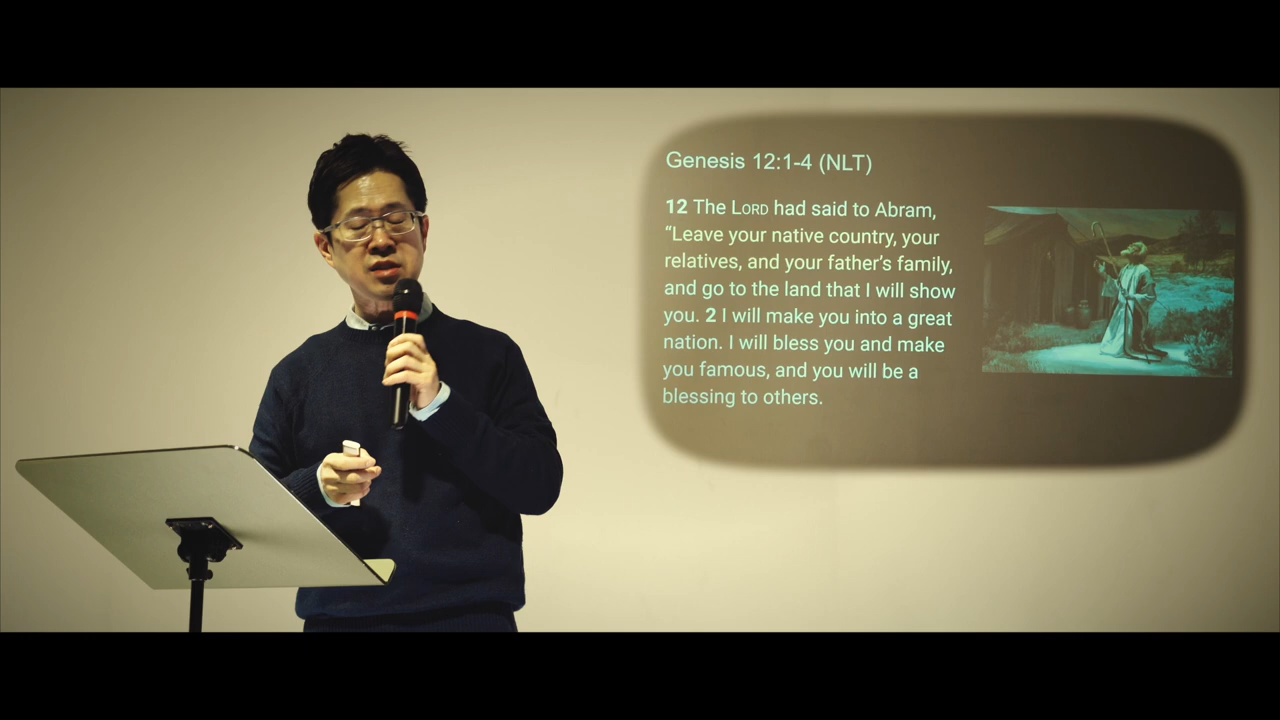 Genesis 12:1-4 (NLT)
12 The LORD had said to Abram,
“Leave your native country, your
relatives, and your father’s family,
and go to the land that I will show
you. 2 I will make you into a great
nation. I will bless you and make
you famous, and you will be a
blessing to others.